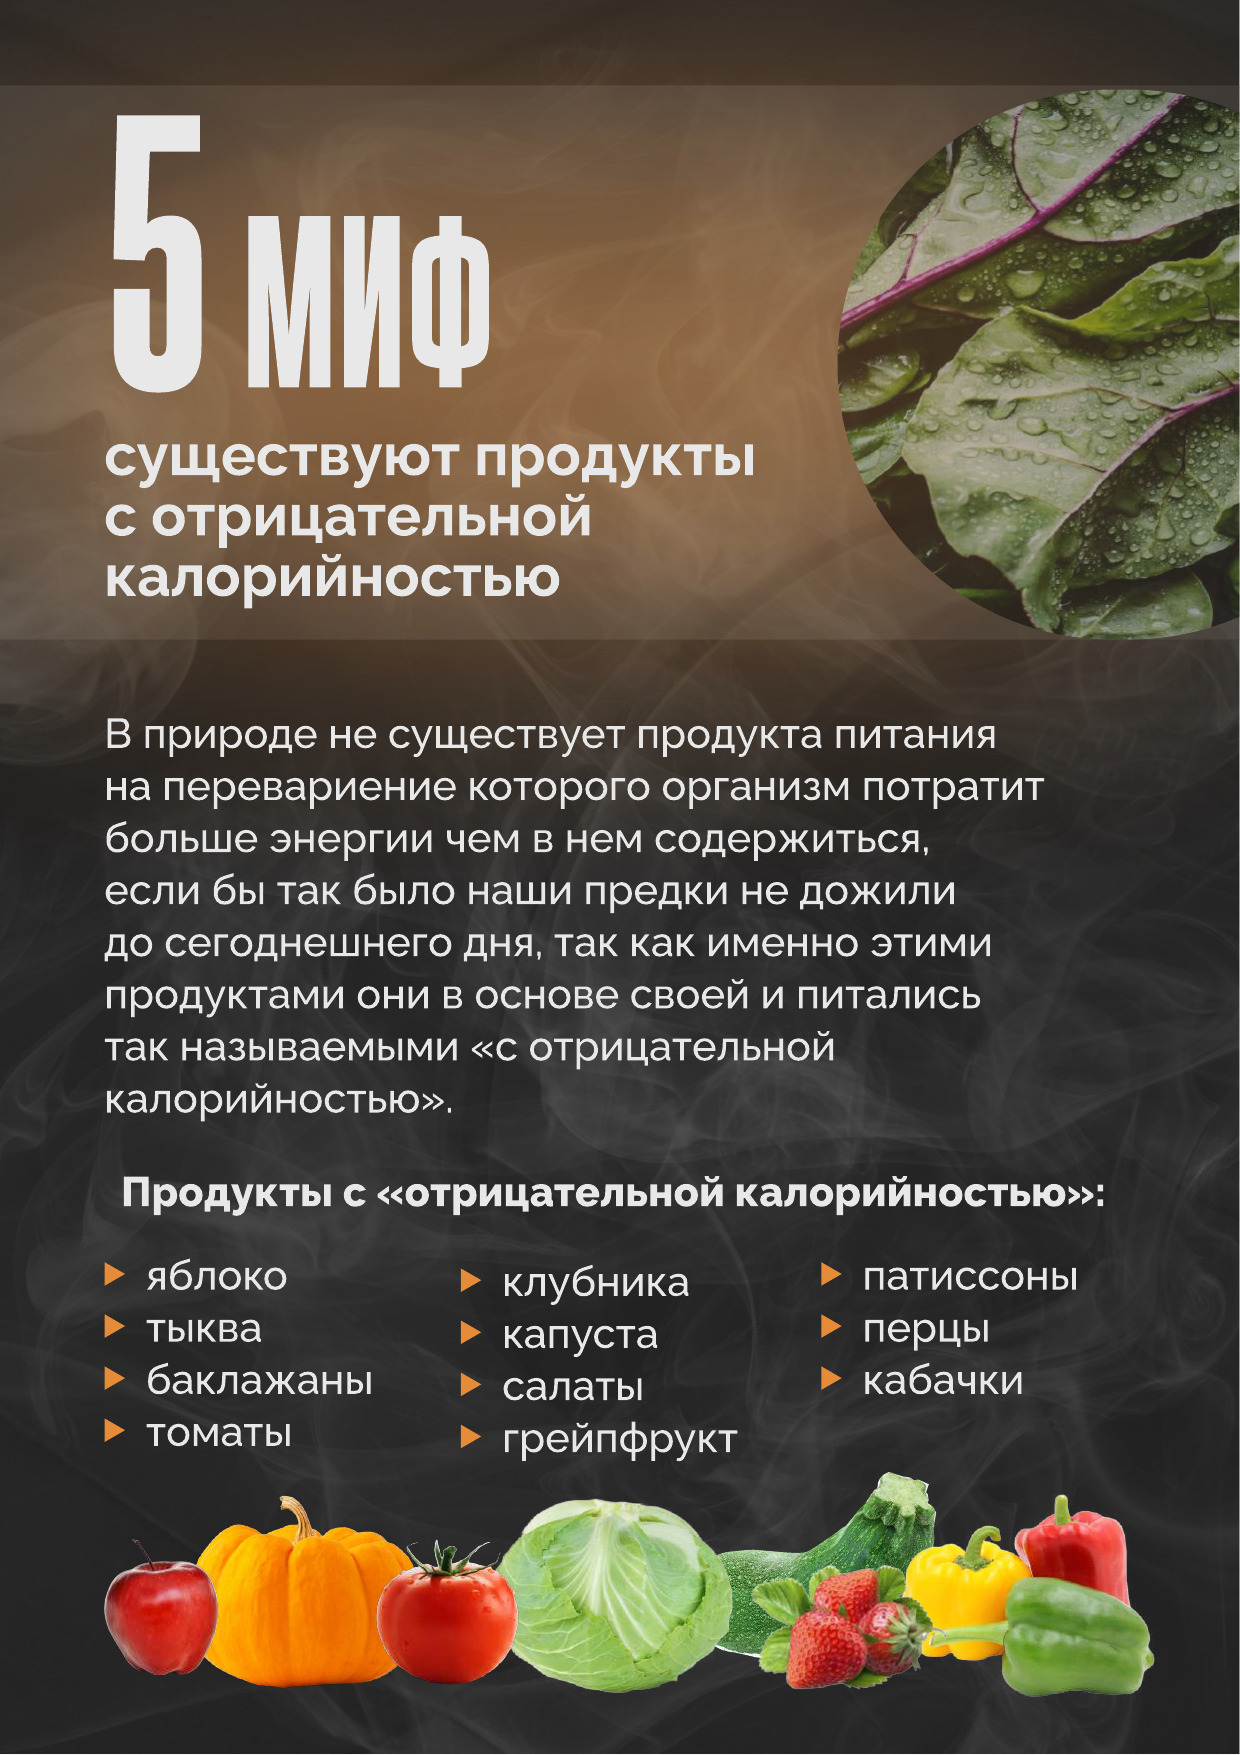 5 МИФ
существуют продукты
с отрицательной
калорийностью
В природе не существует продукта питания
на перевариение которого организм потратит
больше энергии чем в нем содержиться,
если бы так было наши предки не дожили
до сегоднешнего дня, так как именно этими
продуктами они в основе своей и питались
так называемыми «с отрицательной
калорийностью».
Продукты с «отрицательной калорийностью»:
яблоко
тыква
баклажаны
томаты
клубника
капуста
салаты
грейпфрукт
патиссоны
перцы
кабачки